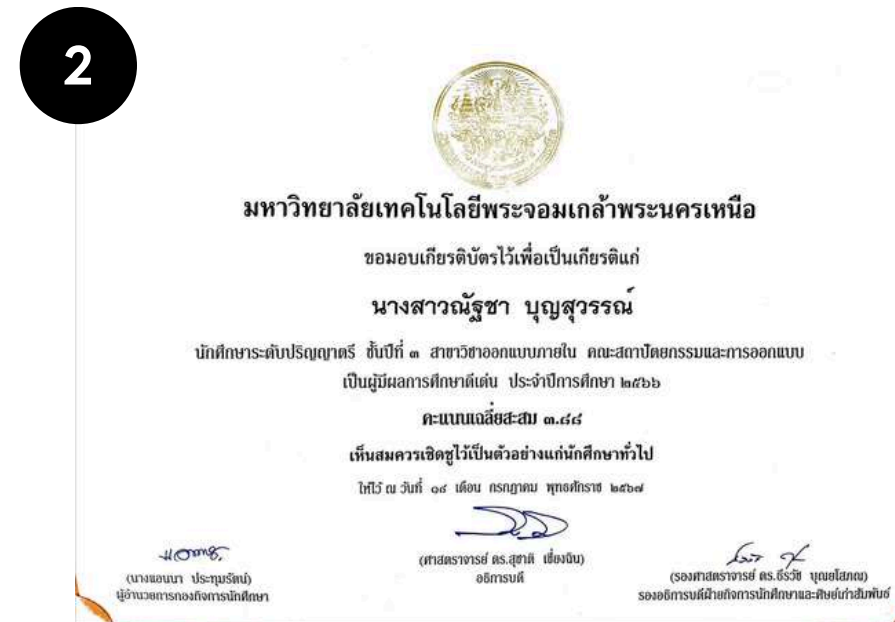 2
มหาวิทยาลัยเทคโนโลยีพระจอมเกล้าพระนครเหนือ
ขอมอบเกียรติบัตรไว้เพื่อเป็นเกียรติแก่
นางสาวณัฐชา บุญสุวรรณ์
นักศึกษาระดับปริญญาตรี ชั้นปีที่ ๓ สาขาวิชาออกแบบภายใน คณะสถาปัตยกรรมและการออกแบบ
เป็นผู้มีผลการศึกษาดีเด่น ประจำปีการศึกษา ๒๕๖๖
คะแนนเฉลี่ยสะสม ๓.๘๘
เห็นสมควรเชิดชูไว้เป็นตัวอย่างแก่นักศึกษาทั่วไป
ให้ไว้ ณ วันที่ ๑๘ เดือน กรกฎาคม พุทธศักราช ๒๕๖๗
(นางแอนนา ประทุมรัตน์)
ผู้อำนวยการกองกิจการนักศึกษา
(ศาสตราจารย์ ดร.สุชาติ เซี่ยงฉิน)
อธิการบดี
(รองศาสตราจารย์ ดร.ธีรวัช บุณยโสภณ)
รองอธิการบดีฝ่ายกิจการนักศึกษาและศิษย์เก่าสัมพันธ์